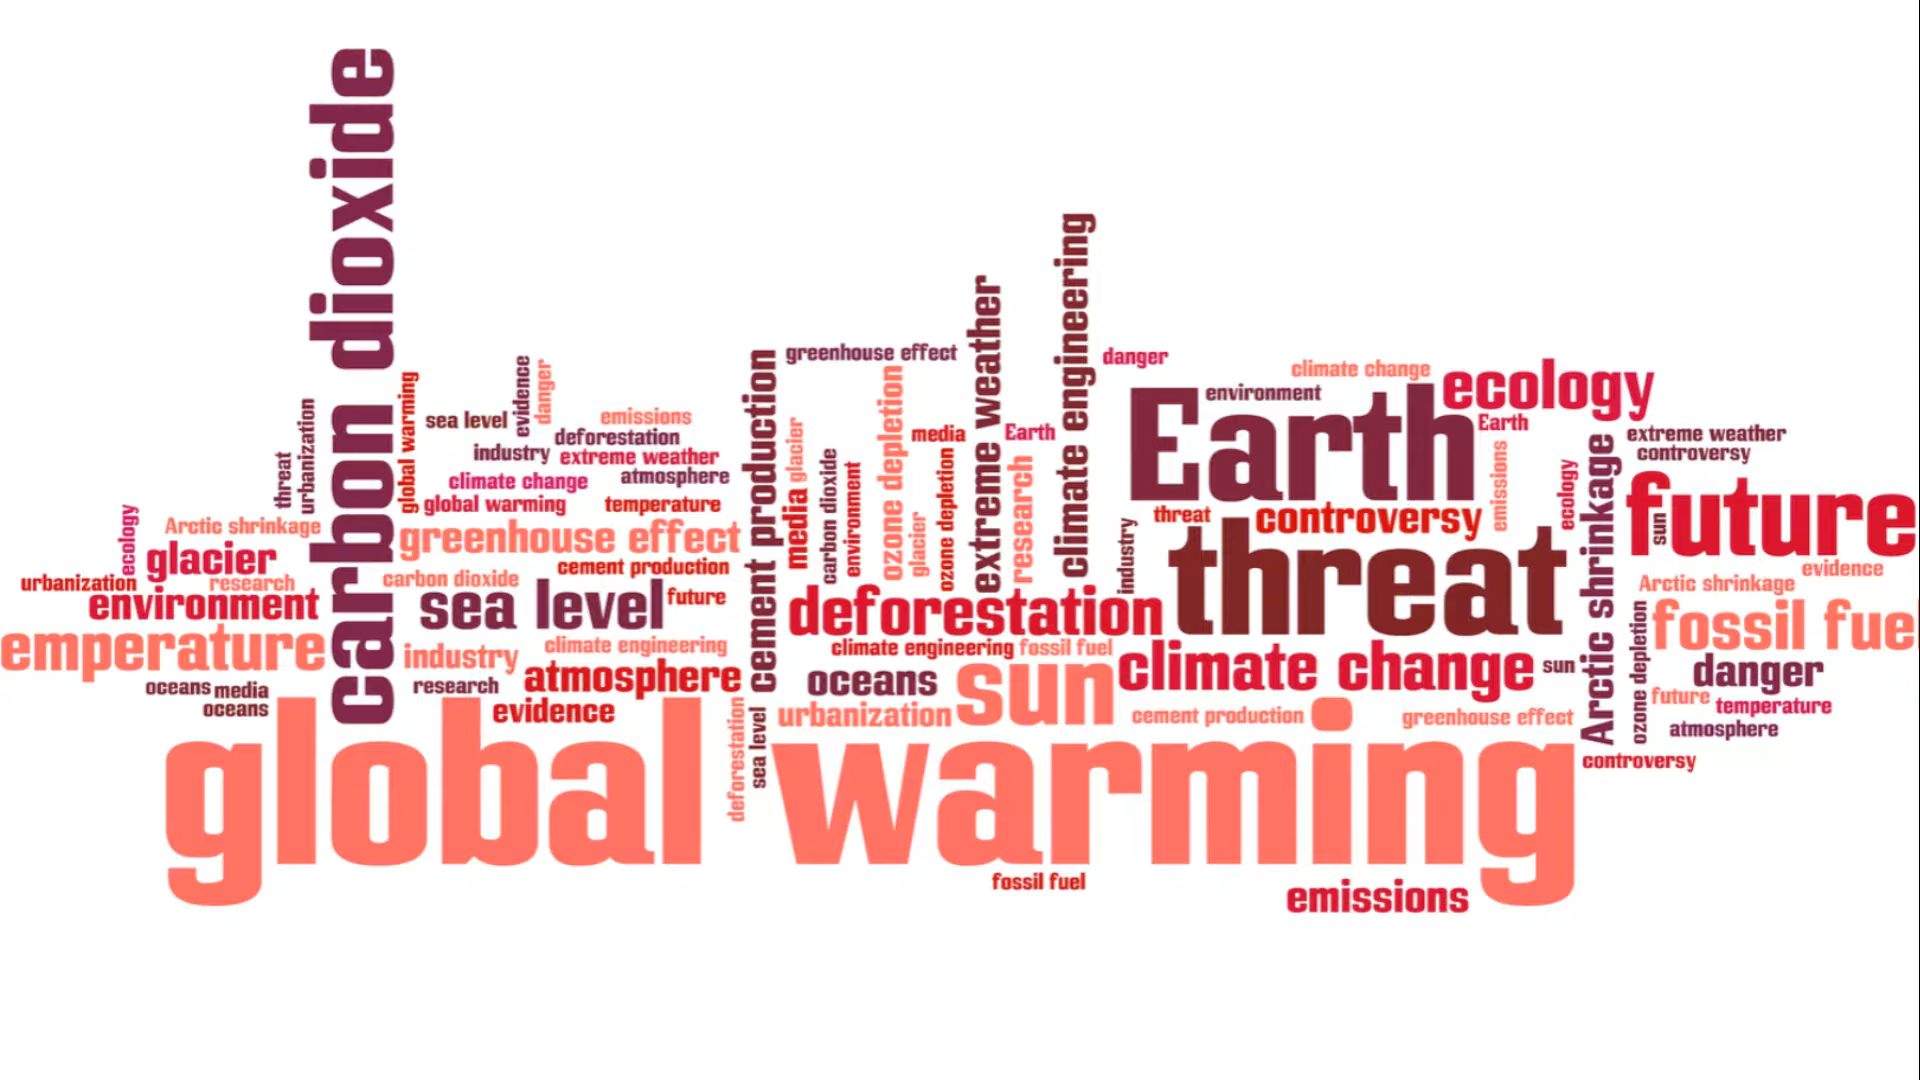 carbon dioxide
climate engineering
extreme weather
greenhouse effect
cement production
danger
evidence
danger
climate change
environment
Earth
ecology
Earth
global warming
urbanization
threat
sea level
emissions
deforestation
industry
extreme weather
climate change
atmosphere
global warming
temperature
glacier
media
carbon dioxide
environment
ozone depletion
glacier
media
ozone depletion
Earth
research
industry
emissions
ecology
Arctic shrinkage
extreme weather
controversy
future
sun
threat
controversy
threat
ecology
Arctic shrinkage
glacier
urbanization
research
environment
emperature
greenhouse effect
cement production
carbon dioxide
sea level
future
climate engineering
industry
research
atmosphere
evidence
oceans
media
oceans
deforestation
climate engineering
fossil fuel
oceans
sun
urbanization
climate change
sun
cement production
greenhouse effect
evidence
Arctic shrinkage
fossil fue
ozone depletion
danger
future
temperature
atmosphere
controversy
deforestation
sea level
global warming
fossil fuel
emissions